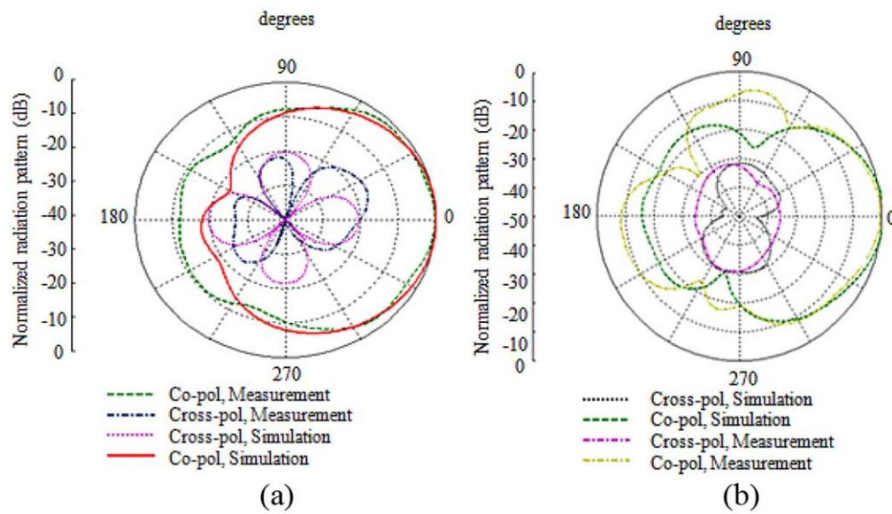 degrees
90
0
-10
-20
-30
-40
-30
-20
-10
0
Normalized radiation pattern (dB)
180
0
270
Co-pol, Measurement
Cross-pol, Measurement
Cross-pol, Simulation
Co-pol, Simulation
(a)
degrees
90
0
-10
-20
-30
-40
-50
-40
-30
-20
-10
0
Normalized radiation pattern (dB)
180
0
270
Cross-pol, Simulation
Co-pol, Simulation
Cross-pol, Measurement
Co-pol, Measurement
(b)